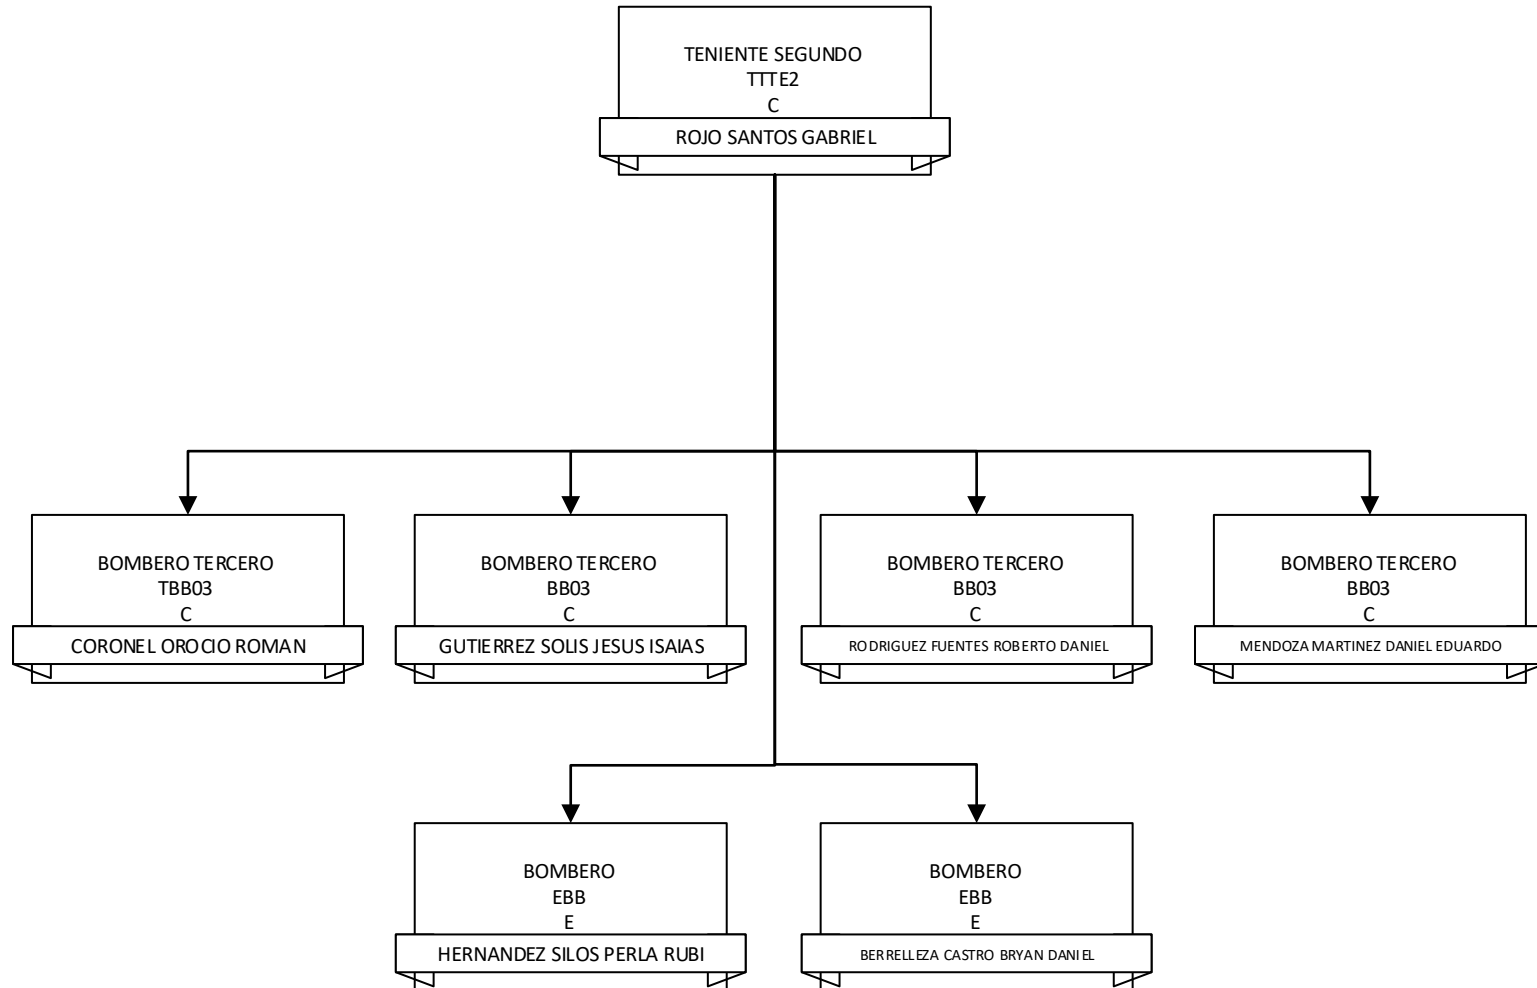 TENIENTE SEGUNDO
TTTE2
C
ROJO SANTOS GABRIEL
BOMBERO TERCERO
TBB03
C
CORONEL OROCIO ROMAN
BOMBERO TERCERO
BB03
C
GUTIERREZ SOLIS JESUS ISAIAS
BOMBERO TERCERO
BB03
C
RODRIGUEZ FUENTES ROBERTO DANIEL
BOMBERO TERCERO
BB03
C
MENDOZA MARTINEZ DANIEL EDUARDO
BOMBERO
EBB
E
HERNANDEZ SILOS PERLA RUBI
BOMBERO
EBB
E
BERRELLEZA CASTRO BRYAN DANIEL